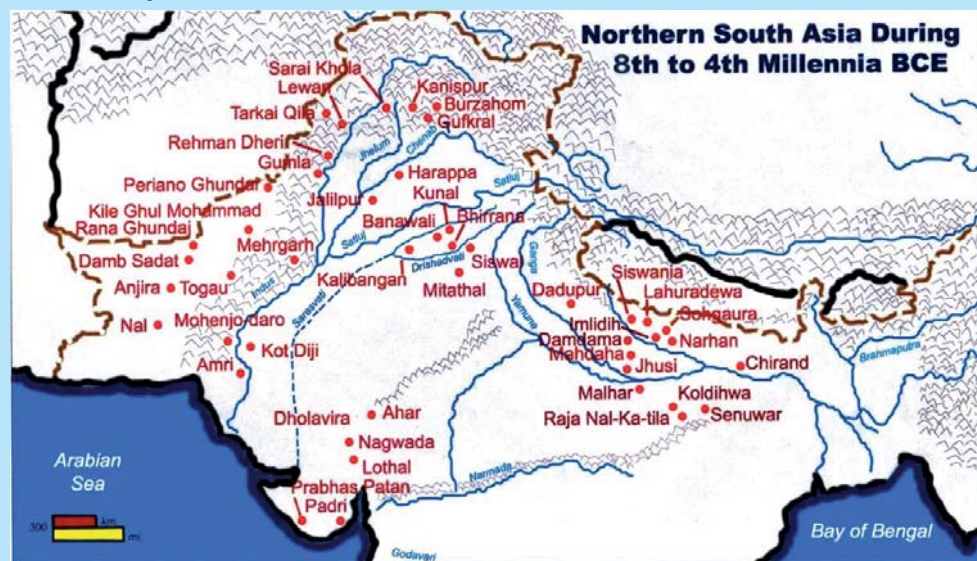 Northern South Asia During
8th to 4th Millennia BCE
Sarai Khola
Lewan
Tarkai Qila
Kanispur
Burzahom
Gufkral
Rehman Dheri
Gumla
Jhelum
Chenab
Periano Ghundai
Harappa
Kunal
Satluj
Jalilpur
Kile Ghul Mohammad
Rana Ghundai
Banawali
Bhirrana
Mehrgarh
Satluj
Damb Sadat
Drishadvati
Siswal
Ganga
Kalibangan
Anjira
Togau
Indus
Sarasvati
Mitathal
Dadupur
Siswania
Lahuradewa
Sohgaura
Yamuna
Nal
Mohenjo-daro
Imlidih
Damdama
Narhan
Kot Diji
Mahdaha
Brahmaputra
Amri
Jhusi
Chirand
Malhar
Koldihwa
Dholavira
Ahar
Raja Nal-Ka-tila
Senuwar
Nagwada
Lothal
Narmada
Arabian
Sea
Prabhas Patan
Padri
300
km.
mi.
Bay of Bengal
Godavari